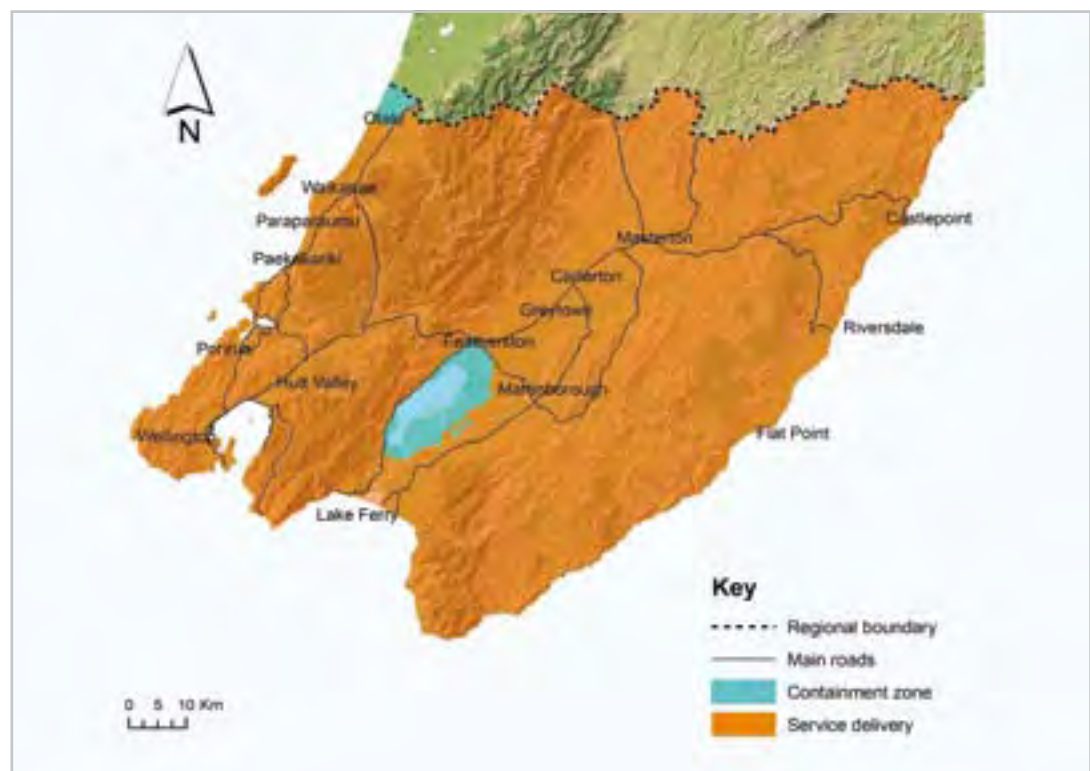 N
Otaki
Waikanae
Paraparaumu
Paekakariki
Castlepoint
Masterton
Carterton
Greytown
Riversdale
Featherston
Porirua
Hutt Valley
Martinborough
Wellington
Flat Point
Lake Ferry
Key
Regional boundary
Main roads
Containment zone
Service delivery
0 5 10 Km